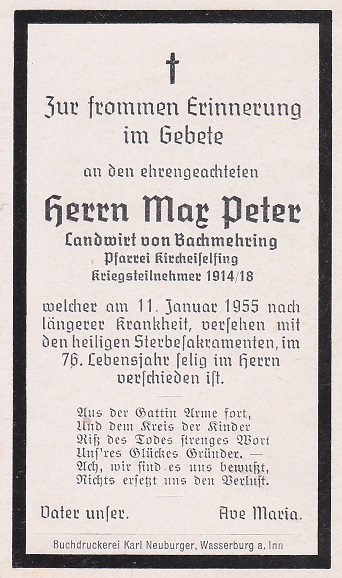 Zur frommen Erinnerung
im Gebete
an den ehrengeachteten
Herrn Max Peter
Landwirt von Bachmehring
Pfarrei Kircheiselfing
Kriegsteilnehmer 1914/18
welcher am 11. Januar 1955 nach
längerer Krankheit, versehen mit
den heiligen Sterbesakramenten, im
76. Lebensjahr selig im Herrn
verschieden ist.
Aus der Gattin Arme fort,
Und dem Kreis der Kinder
Riß des Todes strenges Wort
Uns'res Glückes Gründer. —
Ach, wir sind es uns bewußt,
Nichts ersetzt uns den Verlust.
Vater unser. Ave Maria.
Buchdruckerei Karl Neuburger, Wasserburg a. Inn